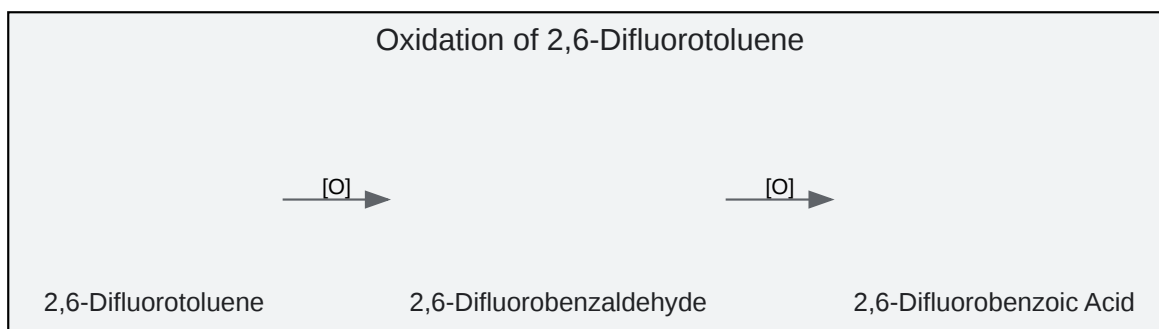 Oxidation of 2,6-Difluorotoluene
[O]
[O]
2,6-Difluorotoluene
2,6-Difluorobenzaldehyde
2,6-Difluorobenzoic Acid